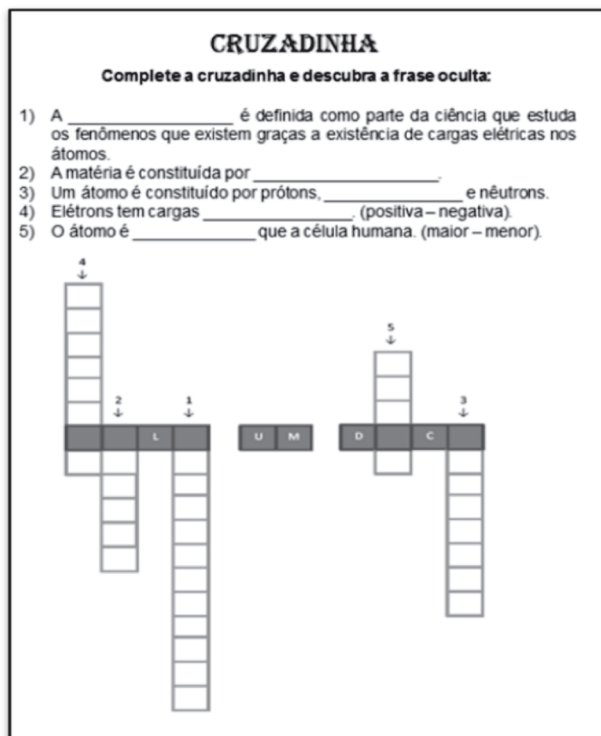 CRUZADINHA
Complete a cruzadinha e descubra a frase oculta:
1) A _______________ é definida como parte da ciência que estuda
os fenômenos que existem graças a existência de cargas elétricas nos
átomos.
2) A matéria é constituída por _________________.
3) Um átomo é constituído por prótons, _____________ e nêutrons.
4) Elétrons tem cargas ______________. (positiva – negativa).
5) O átomo é ___________ que a célula humana. (maior – menor).
4
5
2 1 3
L U M D C